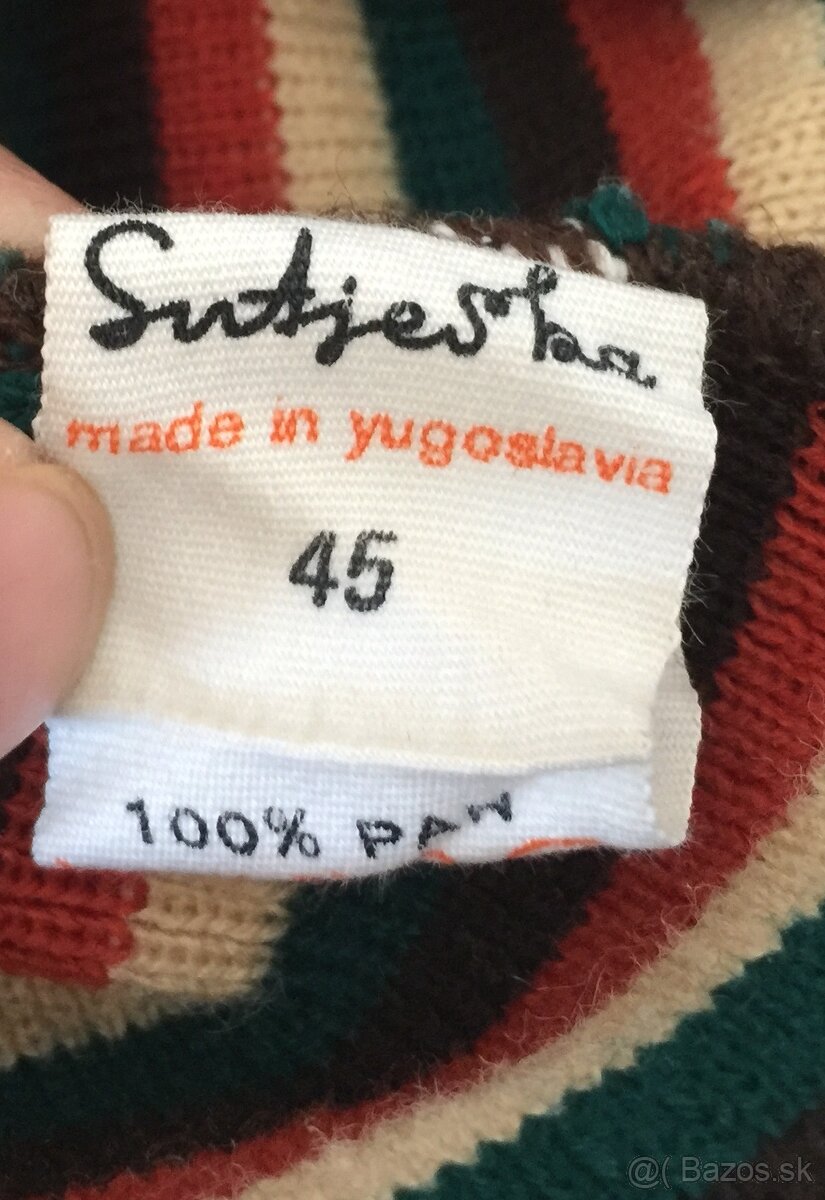 Sutjeska
made in yugoslavia
45
100% PAN
@( Bazos.sk